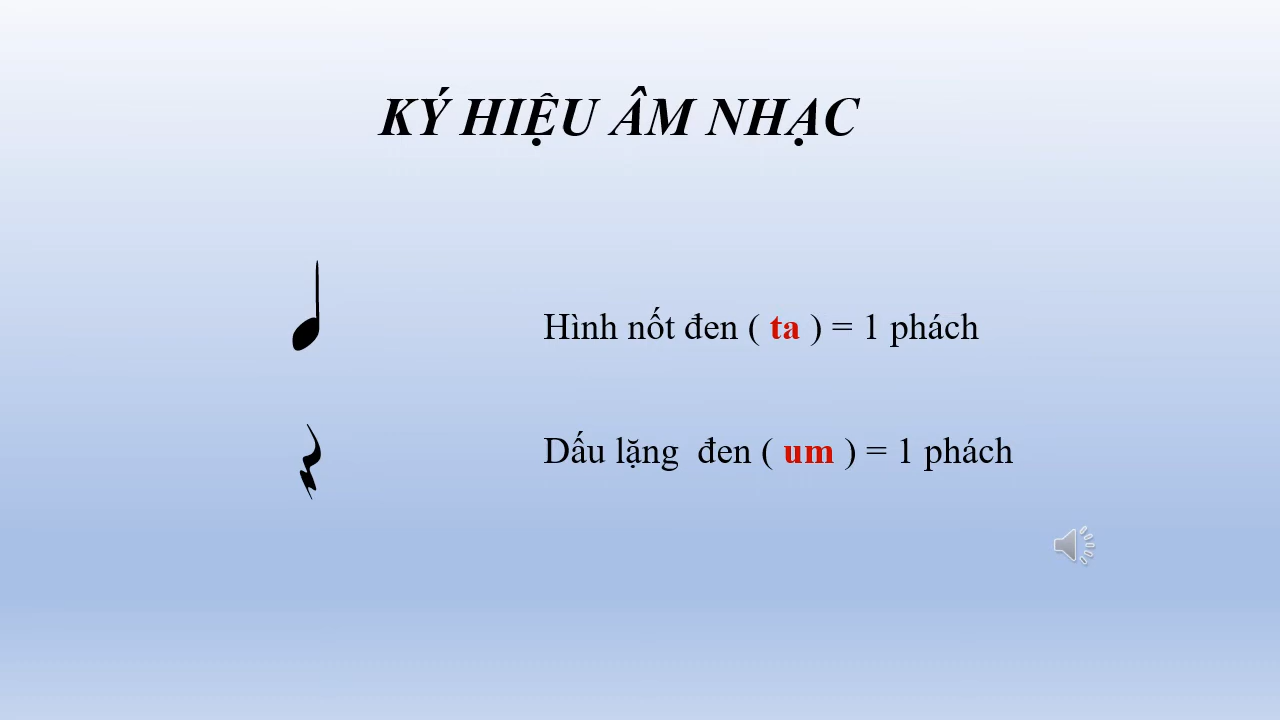 KÝ HIỆU ÂM NHẠC
Hình nốt đen ( ta ) = 1 phách
Dấu lặng  đen ( um ) = 1 phách